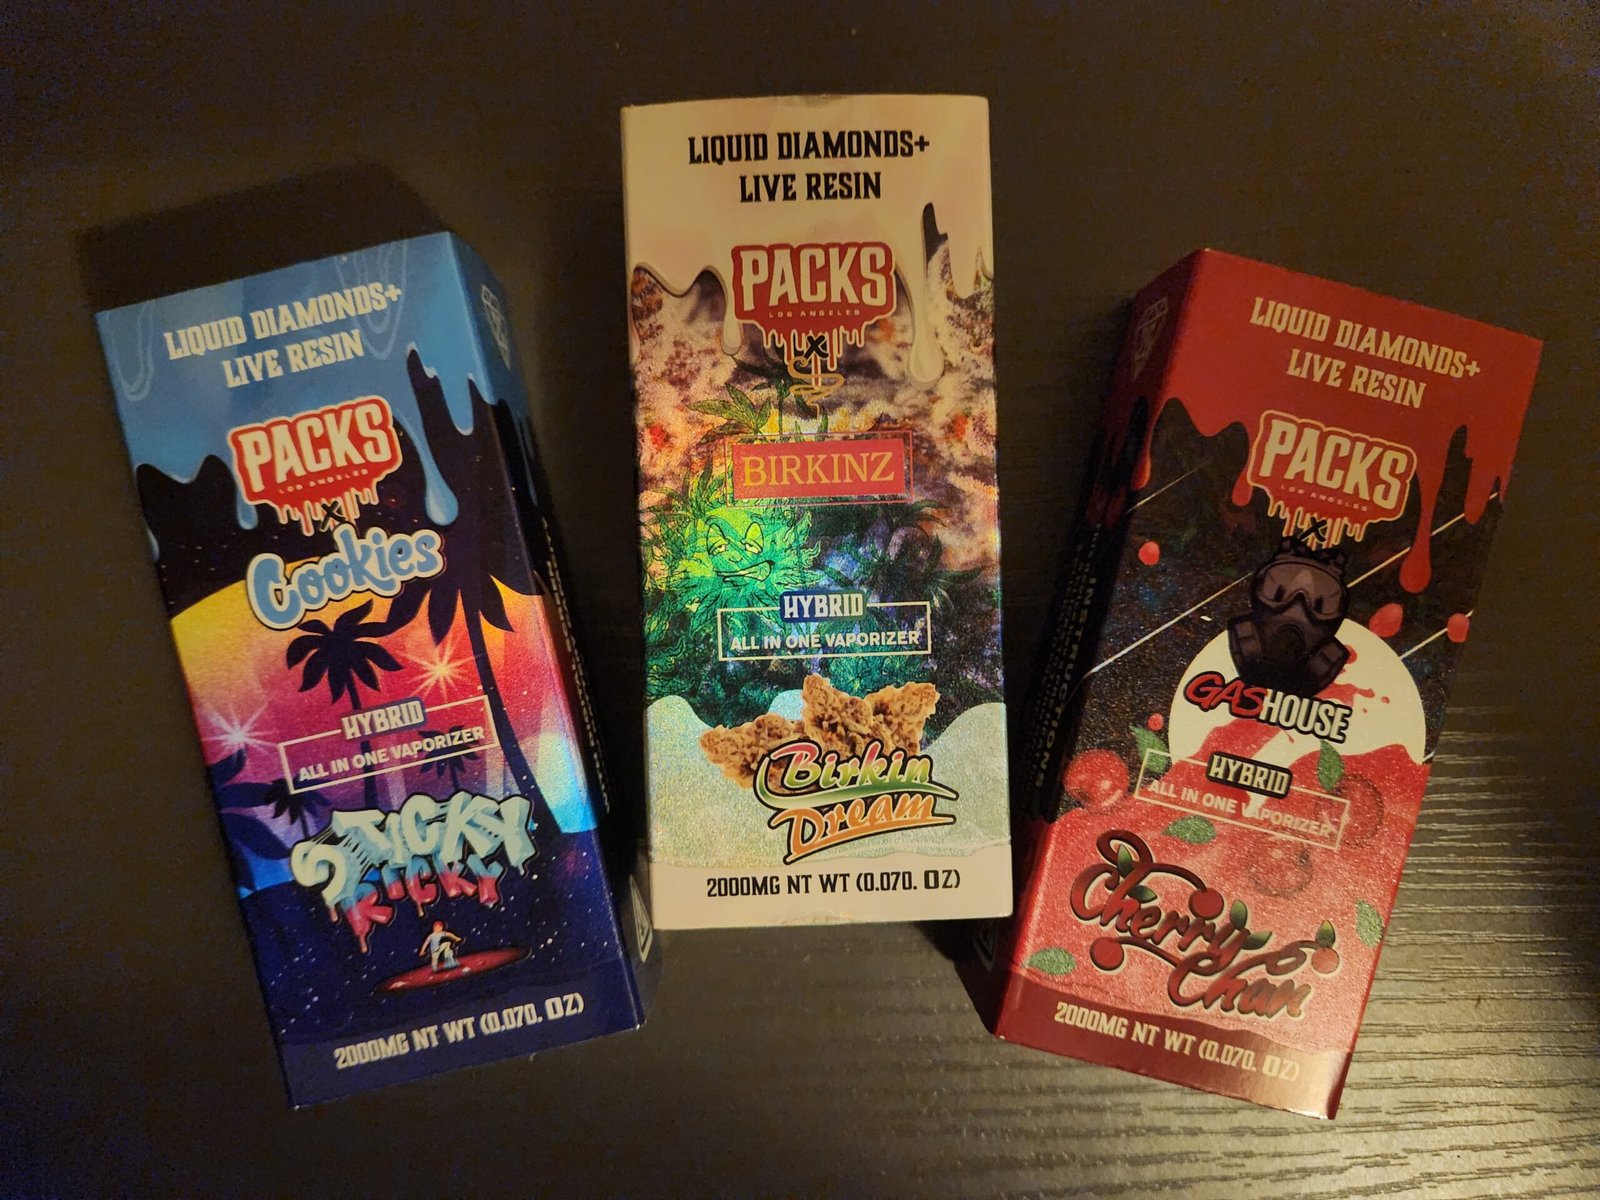 LIQUID DIAMONDS+
LIVE RESIN
PACKS
LOS ANGELES
X
Cookies
HYBRID
ALL IN ONE VAPORIZER
STICKY
RICKY
2000MG NT WT (0.070. OZ)
LIQUID DIAMONDS+
LIVE RESIN
PACKS
LOS ANGELES
X
BIRKINZ
HYBRID
ALL IN ONE VAPORIZER
Birkin
Dream
2000MG NT WT (0.070. OZ)
LIQUID DIAMONDS+
LIVE RESIN
PACKS
LOS ANGELES
X
GASHOUSE
HYBRID
ALL IN ONE VAPORIZER
Cherry
Chan
2000MG NT WT (0.070. OZ)
INSTRUCTIONS